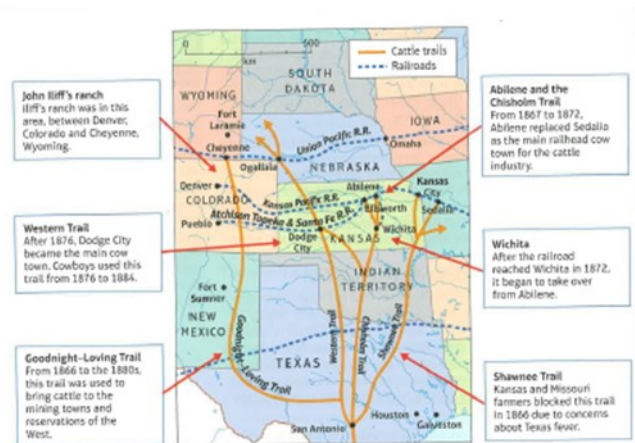 0 500
km
Cattle trails
Railroads
John Iliff's ranch
Iliff's ranch was in this
area, between Denver,
Colorado and Cheyenne,
Wyoming.
Western Trail
After 1876, Dodge City
became the main cow
town. Cowboys used this
trail from 1876 to 1884.
Goodnight–Loving Trail
From 1866 to the 1880s,
this trail was used to
bring cattle to the
mining towns and
reservations of the
West.
SOUTH
DAKOTA
WYOMING
Fort
Laramie
IOWA
Cheyenne
Union Pacific R.R.
Omaha
Ogallala
NEBRASKA
Denver
COLORADO
Kansas Pacific R.R.
Abilene
Kansas
City
Ellsworth
Sedalia
Pueblo
Atchison Topeka & Santa Fe R.R.
Dodge
City
KANSAS
Wichita
INDIAN
TERRITORY
Fort
Sumner
NEW
MEXICO
Goodnight–Loving Trail
TEXAS
Western Trail
Chisholm Trail
Shawnee Trail
San Antonio
Houston
Galveston
Abilene and the
Chisholm Trail
From 1867 to 1872,
Abilene replaced Sedalia
as the main railhead cow
town for the cattle
industry.
Wichita
After the railroad
reached Wichita in 1872,
it began to take over
from Abilene.
Shawnee Trail
Kansas and Missouri
farmers blocked this trail
in 1866 due to concerns
about Texas fever.